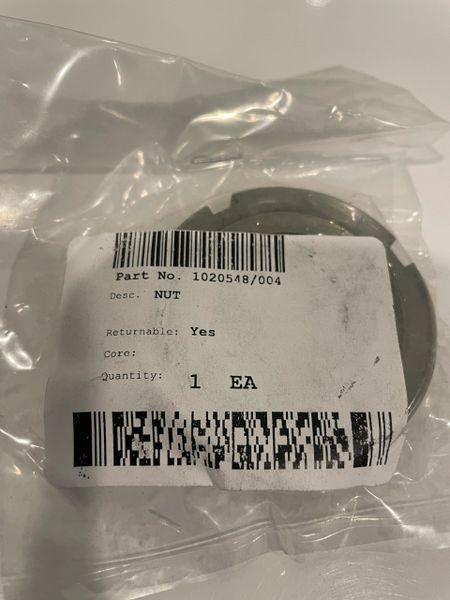 Part No. 1020548/004
Desc. NUT
Returnable: Yes
Core:
Quantity: 1 EA